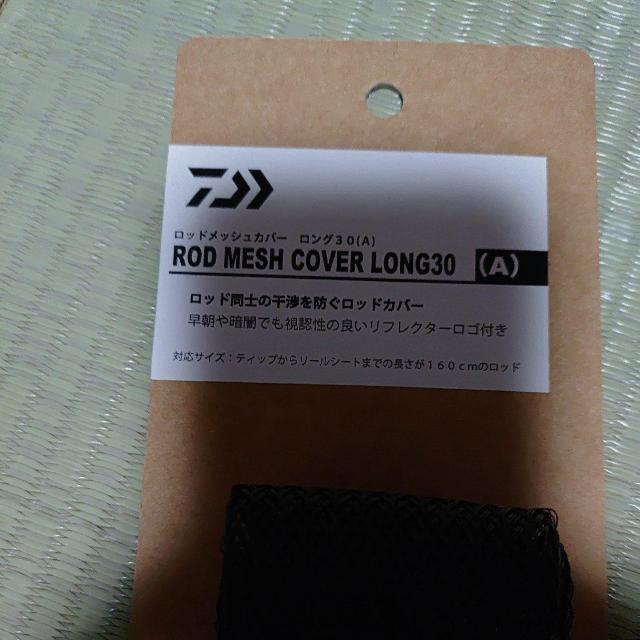 ロッドメッシュカバー　ロング30(A)
ROD MESH COVER LONG30 (A)
ロッド同士の干渉を防ぐロッドカバー
早朝や暗闇でも視認性の良いリフレクターロゴ付き
対応サイズ：ティップからリールシートまでの長さが160cmのロッド